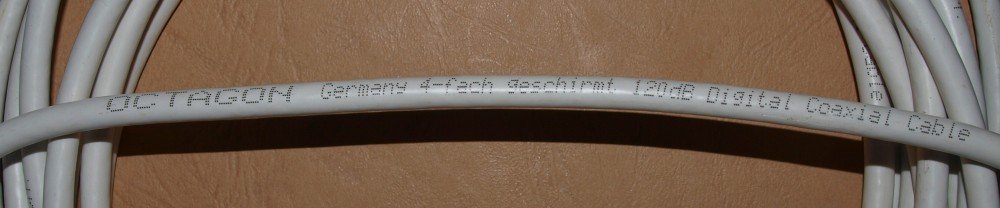 OCTAGON Germany 4-fach geschirmt 120dB Digital Coaxial Cable